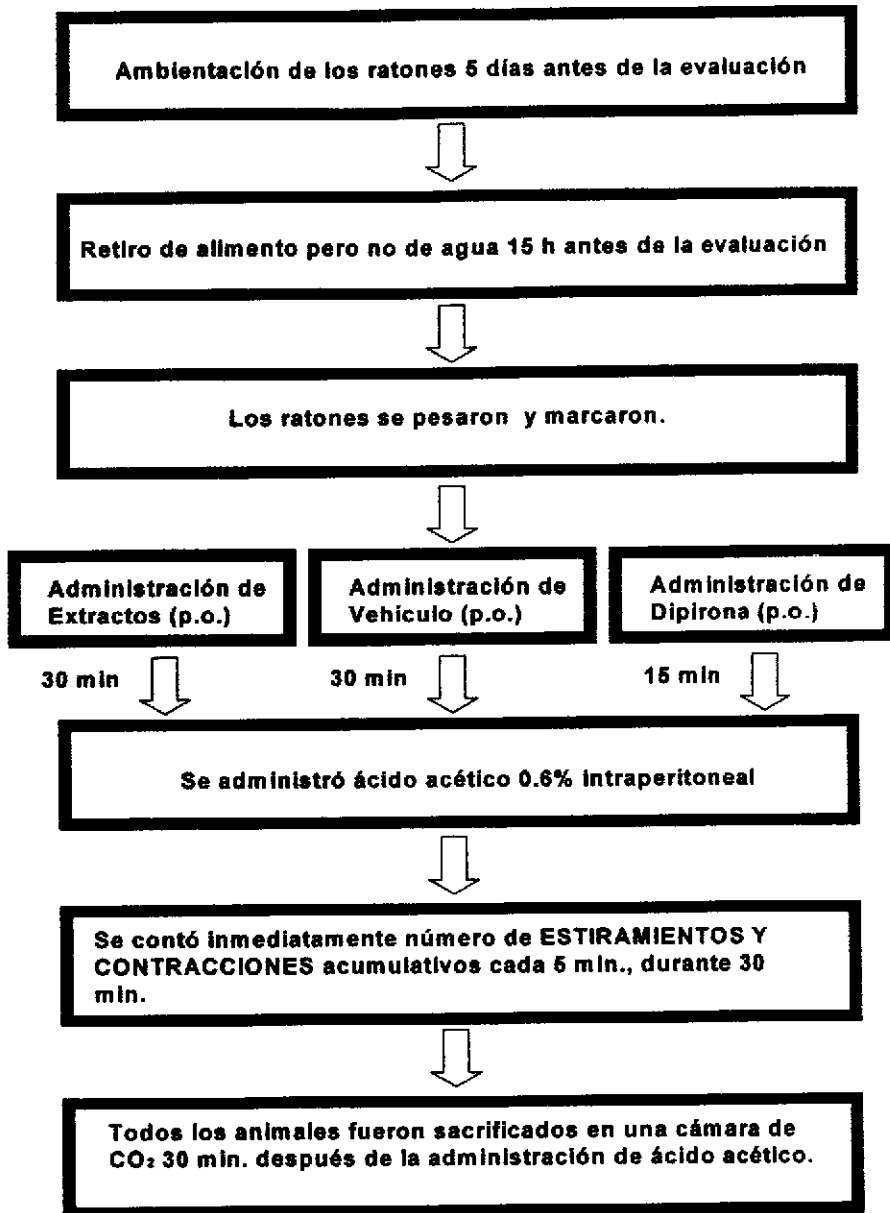 Ambientación de los ratones 5 días antes de la evaluación
Retiro de alimento pero no de agua 15 h antes de la evaluación
Los ratones se pesaron y marcaron.
Administración de
Extractos (p.o.)
Administración de
Vehículo (p.o.)
Administración de
Dipirona (p.o.)
30 min
30 min
15 min
Se administró ácido acético 0.6% intraperitoneal
Se contó inmediatamente número de ESTIRAMIENTOS Y
CONTRACCIONES acumulativos cada 5 min., durante 30
min.
Todos los animales fueron sacrificados en una cámara de
CO₂ 30 min. después de la administración de ácido acético.